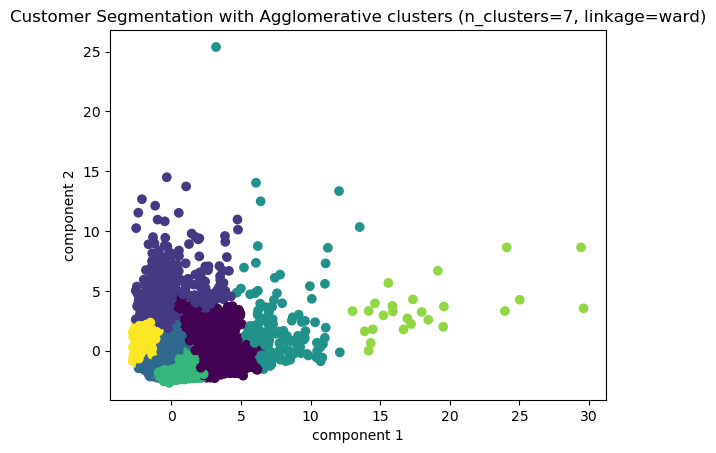 Customer Segmentation with Agglomerative clusters (n_clusters=7, linkage=ward)
25
20
15
10
5
0
component 2
0 5 10 15 20 25 30
component 1